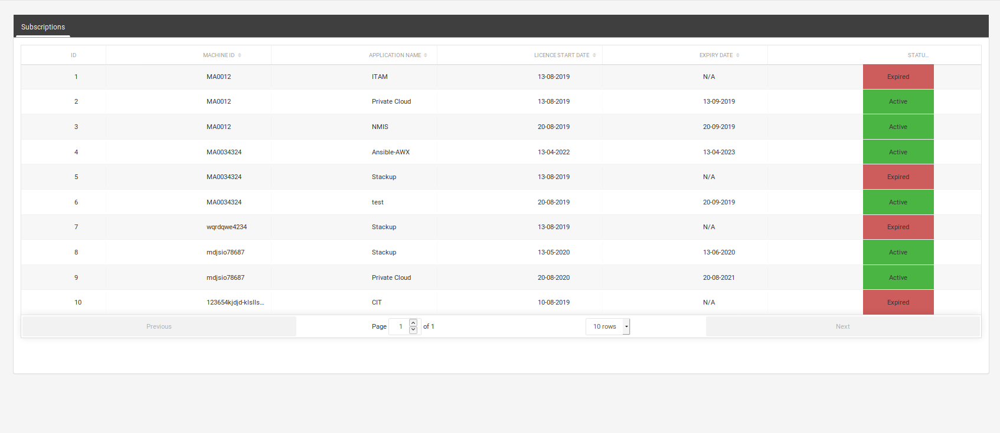 Subscriptions
ID MACHINE ID APPLICATION NAME LICENCE START DATE EXPIRY DATE STATU...
1 MA0012 ITAM 13-08-2019 N/A Expired
2 MA0012 Private Cloud 13-08-2019 13-09-2019 Active
3 MA0012 NMIS 20-08-2019 20-09-2019 Active
4 MA0034324 Ansible-AWX 13-04-2022 13-04-2023 Active
5 MA0034324 Stackup 13-08-2019 N/A Expired
6 MA0034324 test 20-08-2019 20-09-2019 Active
7 wqrdqwe4234 Stackup 13-08-2019 N/A Expired
8 mdjsio78687 Stackup 13-05-2020 13-06-2020 Active
9 mdjsio78687 Private Cloud 20-08-2020 20-08-2021 Active
10 123654kjdjd-klslls... CIT 10-08-2019 N/A Expired
Previous Page 1 of 1 10 rows Next